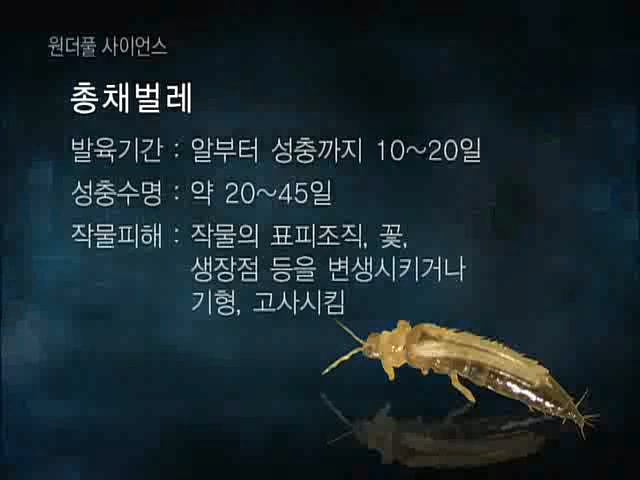 원더풀 사이언스
총채벌레
발육기간 : 알부터 성충까지 10~20일
성충수명 : 약 20~45일
작물피해 : 작물의 표피조직, 꽃,
생장점 등을 변생시키거나
기형, 고사시킴